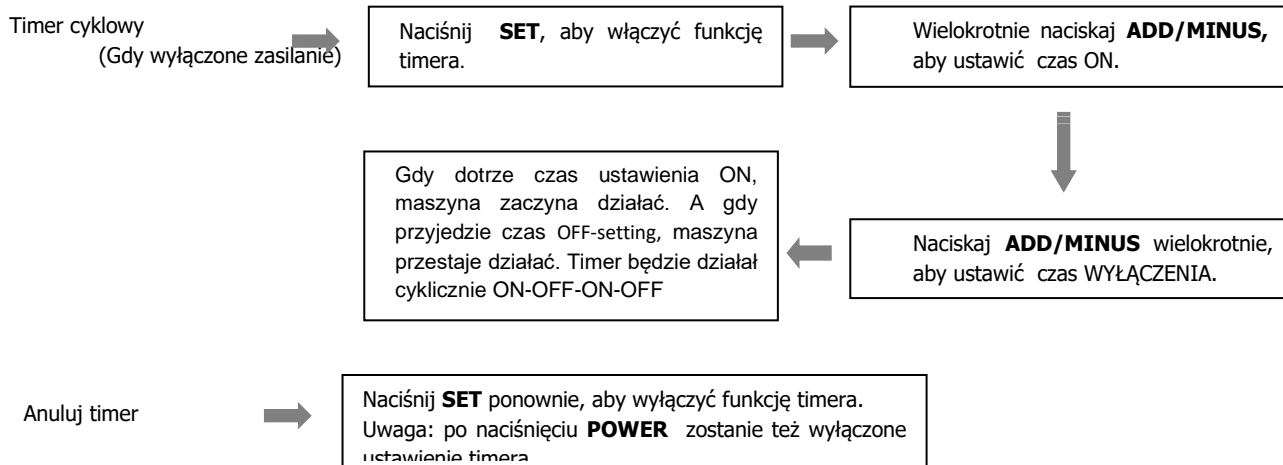 Timer cyklowy
(Gdy wyłączone zasilanie)
Naciśnij SET, aby włączyć funkcję
timera.
Wielokrotnie naciskaj ADD/MINUS,
aby ustawić czas ON.
Naciskaj ADD/MINUS wielokrotnie,
aby ustawić czas WYŁĄCZENIA.
Gdy dotrze czas ustawienia ON,
maszyna zaczyna działać. A gdy
przyjedzie czas OFF-setting, maszyna
przestaje działać. Timer będzie działał
cyklicznie ON-OFF-ON-OFF
Anuluj timer
Naciśnij SET ponownie, aby wyłączyć funkcję timera.
Uwaga: po naciśnięciu POWER zostanie też wyłączone
ustawienie timera